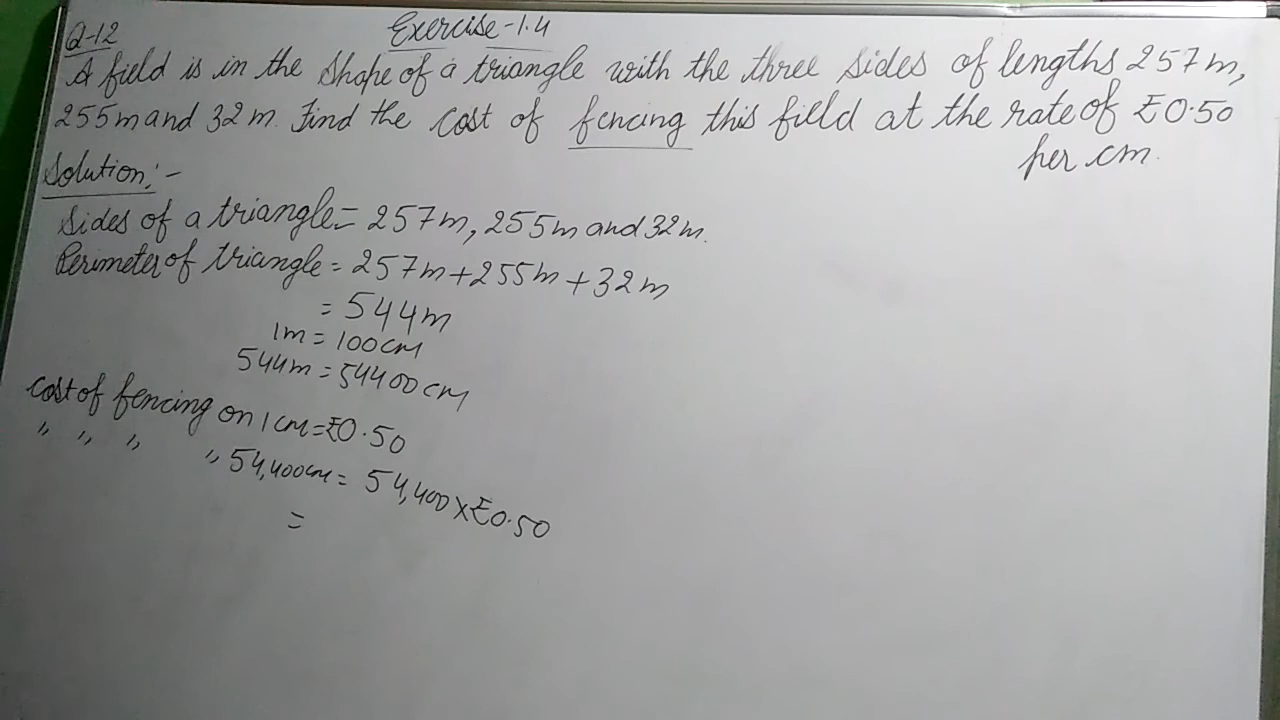 Q-12 Exercise-1.4
A field is in the shape of a triangle with the three sides of lengths 257m,
255m and 32m. Find the cost of fencing this field at the rate of ₹0.50
per cm.
Solution:-
Sides of a triangle = 257m, 255m and 32m.
Perimeter of triangle = 257m + 255m + 32m
= 544m
1m = 100cm
544m = 54400cm
cost of fencing on 1cm = ₹0.50
" " " " 54,400cm = 54,400 × ₹0.50
=